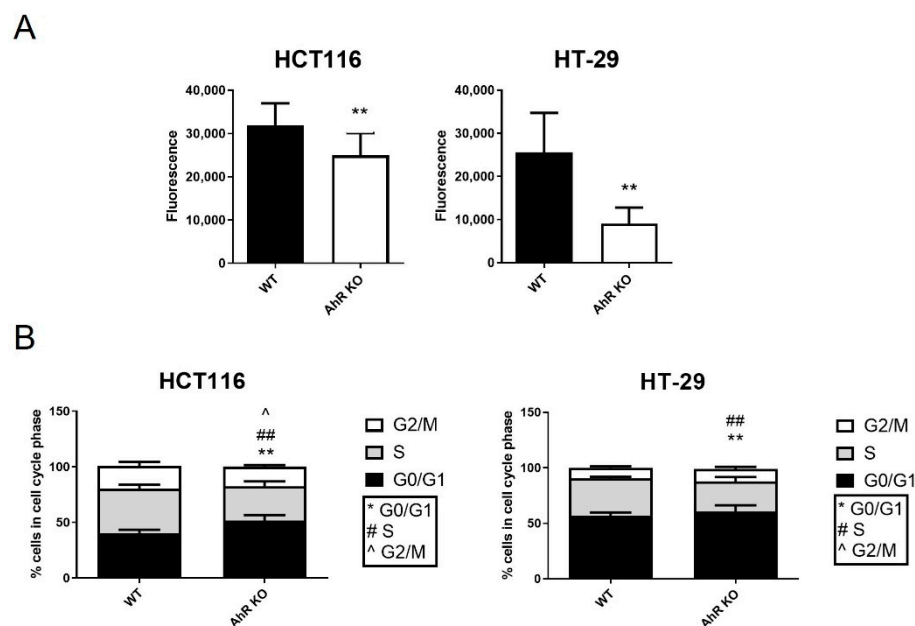 A
HCT116
Fluorescence
40,000
30,000
20,000
10,000
0
**
WT
AhR KO
HT-29
Fluorescence
40,000
30,000
20,000
10,000
0
**
WT
AhR KO
B
HCT116
% cells in cell cycle phase
150
100
50
0
^
##
**
WT
AhR KO
G2/M
S
G0/G1
* G0/G1
# S
^ G2/M
HT-29
% cells in cell cycle phase
150
100
50
0
##
**
WT
AhR KO
G2/M
S
G0/G1
* G0/G1
# S
^ G2/M